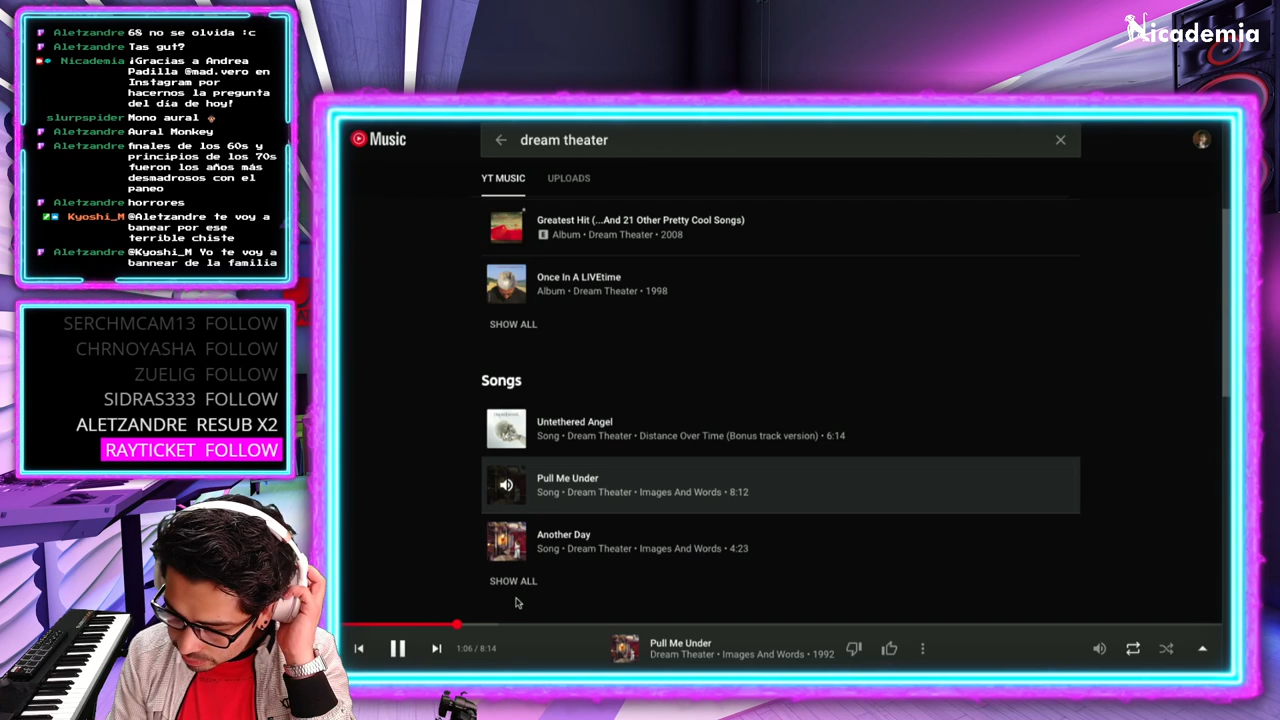 Aletzandre 68 no se olvida :c
Aletzandre Tas gut?
Nicademia ¡Gracias a Andrea
Padilla @mad.vero en
Instagram por
hacernos la pregunta
del día de hoy!
slurpspider Mono aural
Aletzandre Aural Monkey
Aletzandre finales de los 60s y
principios de los 70s
fueron los años más
desmadrosos con el
paneo
Aletzandre horrores
Kyoshi_M @Aletzandre te voy a
banear por ese
terrible chiste
Aletzandre @Kyoshi_M Yo te voy a
bannear de la familia
SERCHMCAM13 FOLLOW
CHRNOYASHA FOLLOW
ZUELIG FOLLOW
SIDRAS333 FOLLOW
ALETZANDRE RESUB X2
RAYTICKET FOLLOW
Nicademia
Music
dream theater
YT MUSIC UPLOADS
Greatest Hit (...And 21 Other Pretty Cool Songs)
E Album • Dream Theater • 2008
Once In A LIVEtime
Album • Dream Theater • 1998
SHOW ALL
Songs
Untethered Angel
Song • Dream Theater • Distance Over Time (Bonus track version) • 6:14
Pull Me Under
Song • Dream Theater • Images And Words • 8:12
Another Day
Song • Dream Theater • Images And Words • 4:23
SHOW ALL
1:06 / 8:14
Pull Me Under
Dream Theater • Images And Words • 1992